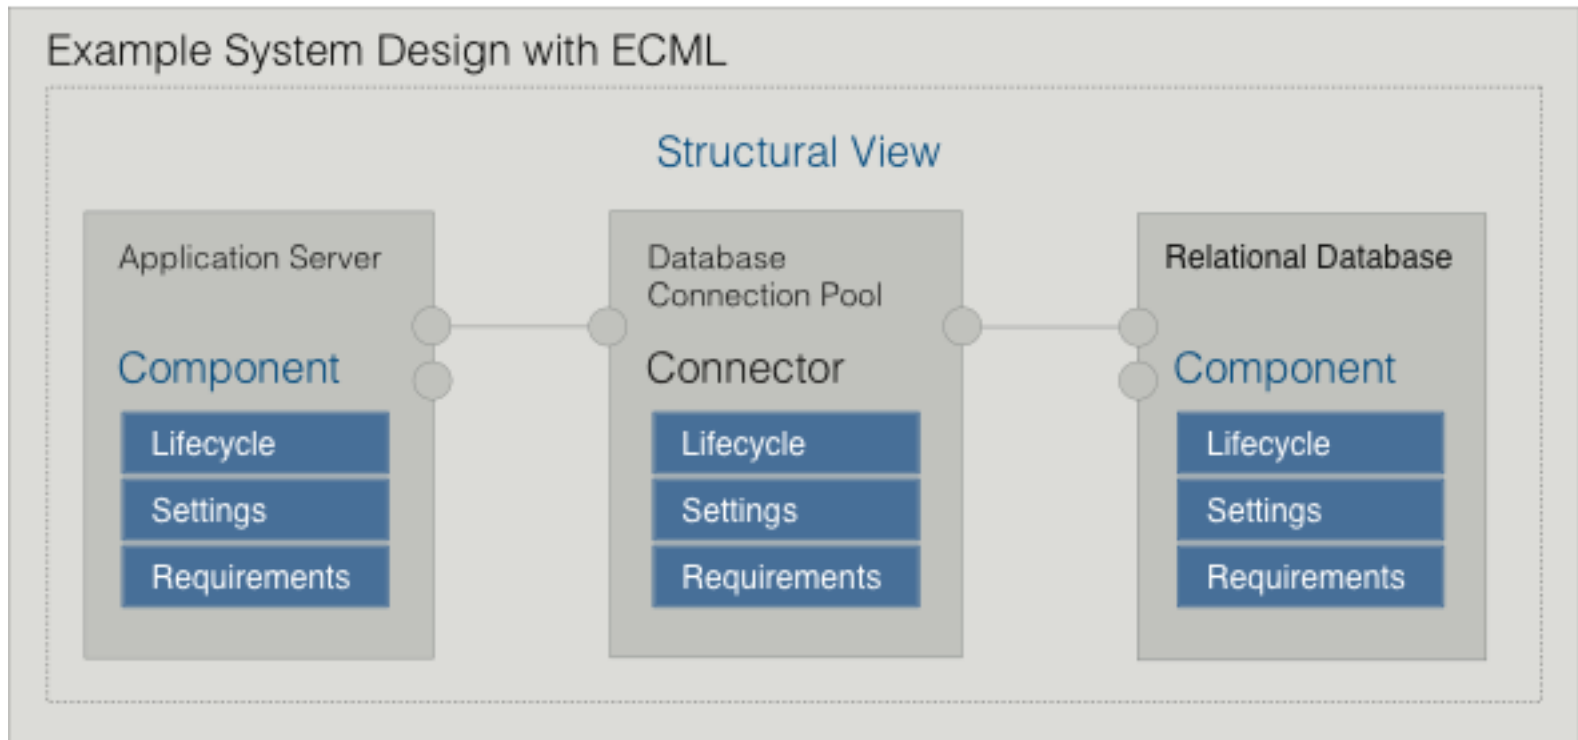 Example System Design with ECML
Structural View
Application Server
Component
Lifecycle
Settings
Requirements
Database
Connection Pool
Connector
Lifecycle
Settings
Requirements
Relational Database
Component
Lifecycle
Settings
Requirements